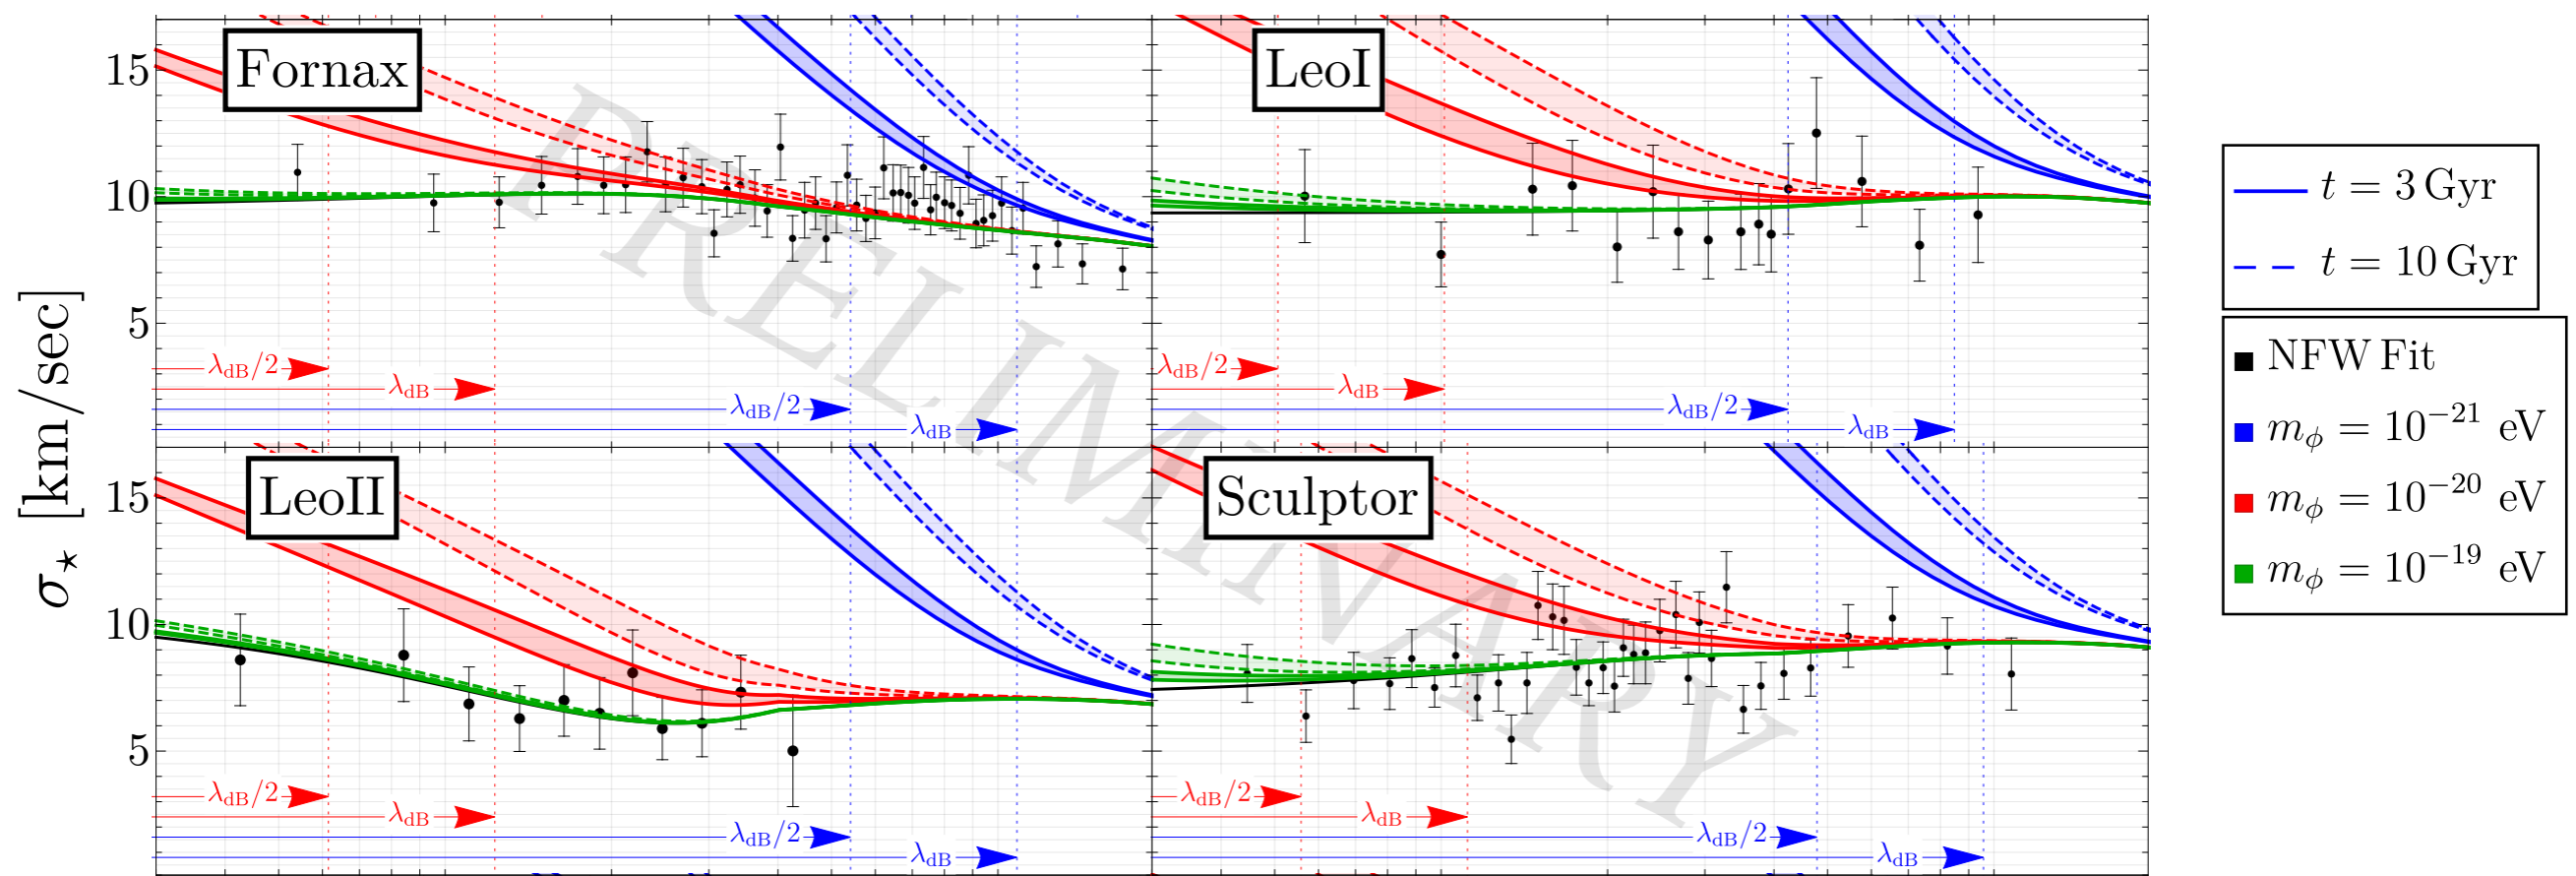 Fornax
LeoI
15
10
5
λdB/2
λdB
λdB/2
λdB
λdB/2
λdB
λdB/2
λdB
LeoII
Sculptor
15
10
5
λdB/2
λdB
λdB/2
λdB
λdB/2
λdB
λdB/2
λdB
σ⋆ [km/sec]
PRELIMINARY
t = 3 Gyr
t = 10 Gyr
NFW Fit
mϕ = 10⁻²¹ eV
mϕ = 10⁻²⁰ eV
mϕ = 10⁻¹⁹ eV